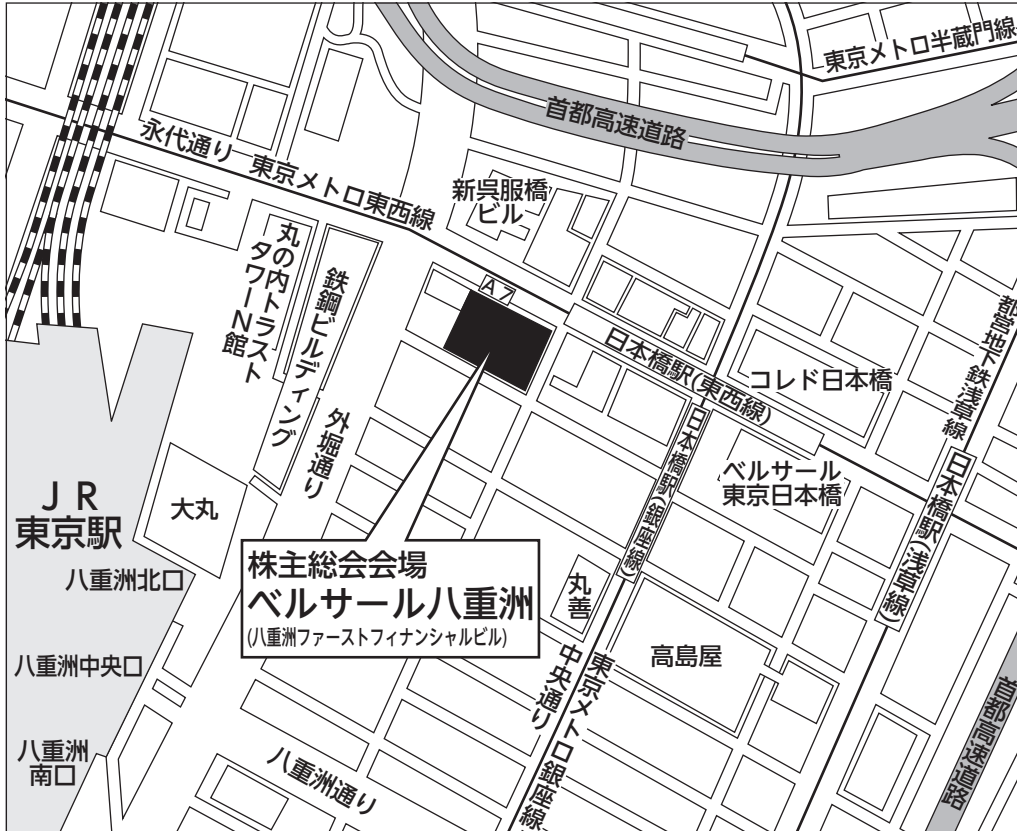 東京メトロ半蔵門線
首都高速道路
永代通り
東京メトロ東西線
新呉服橋
ビル
丸の内トラスト
タワーN館
鉄鋼ビルディング
A7
日本橋駅(東西線)
コレド日本橋
都営地下鉄浅草線
外堀通り
日本橋駅(銀座線)
ベルサール
東京日本橋
日本橋駅(浅草線)
JR
東京駅
大丸
八重洲北口
株主総会会場
ベルサール八重洲
(八重洲ファーストフィナンシャルビル)
丸善
高島屋
八重洲中央口
中央通り
東京メトロ銀座線
首都高速道路
八重洲
南口
八重洲通り